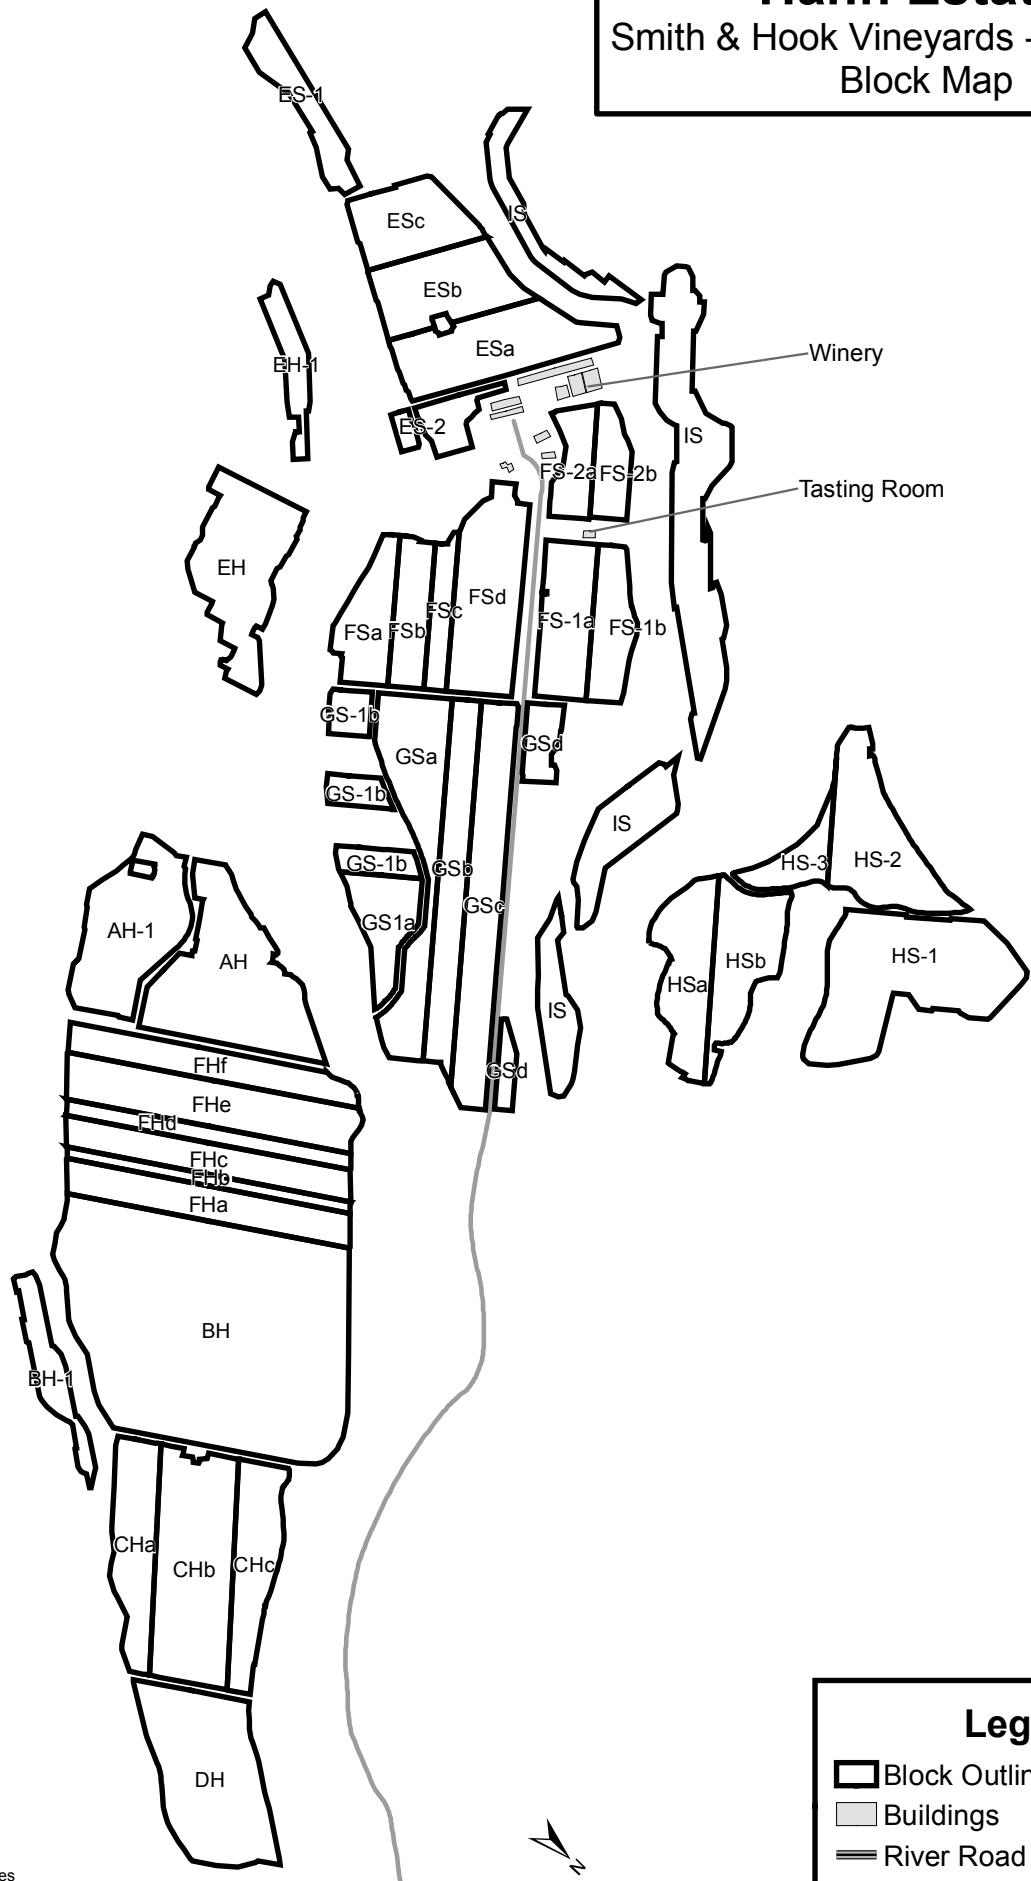 Smith & Hook Vineyards -
Block Map
ES-1
IS
ESc
ESb
ESa
Winery
EH-1
ES-2
IS
FS-2a
FS-2b
Tasting Room
EH
FSa
FSb
FSc
FSd
FS-1a
FS-1b
GS-1b
GSa
GSd
GS-1b
IS
GS-1b
GSb
HS-3
HS-2
GS1a
GSc
AH-1
AH
HSa
HSb
HS-1
IS
FHf
GSd
FHe
FHd
FHc
FHb
FHa
BH
BH-1
CHa
CHb
CHc
DH
N
Leg
Block Outlin
Buildings
River Road
es